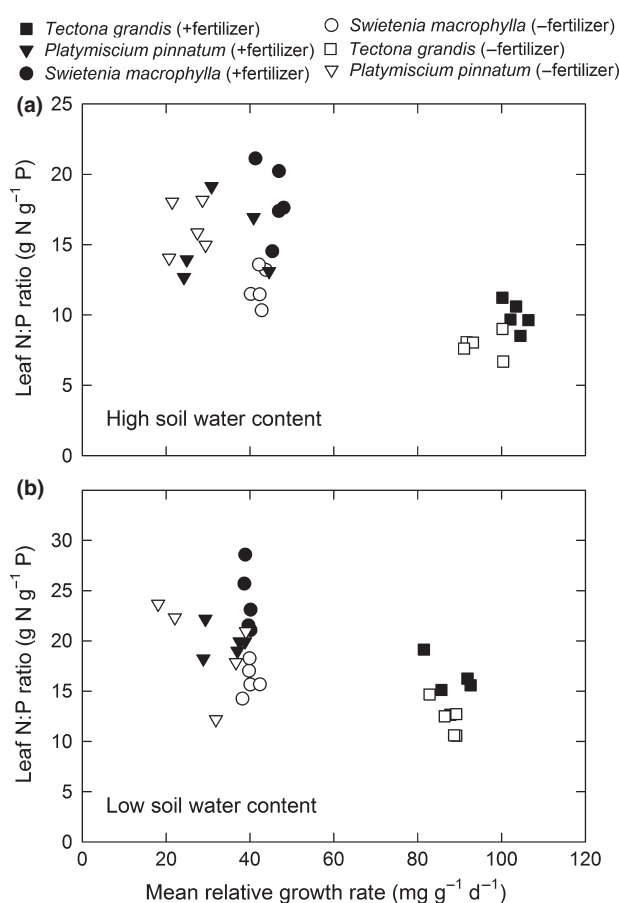 Tectona grandis (+fertilizer) Swietenia macrophylla (−fertilizer)
Platymiscium pinnatum (+fertilizer) Tectona grandis (−fertilizer)
Swietenia macrophylla (+fertilizer) Platymiscium pinnatum (−fertilizer)
(a)
25
20
15
10
5
0
Leaf N:P ratio (g N g⁻¹ P)
High soil water content
(b)
30
25
20
15
10
5
0
Leaf N:P ratio (g N g⁻¹ P)
Low soil water content
0 20 40 60 80 100 120
Mean relative growth rate (mg g⁻¹ d⁻¹)